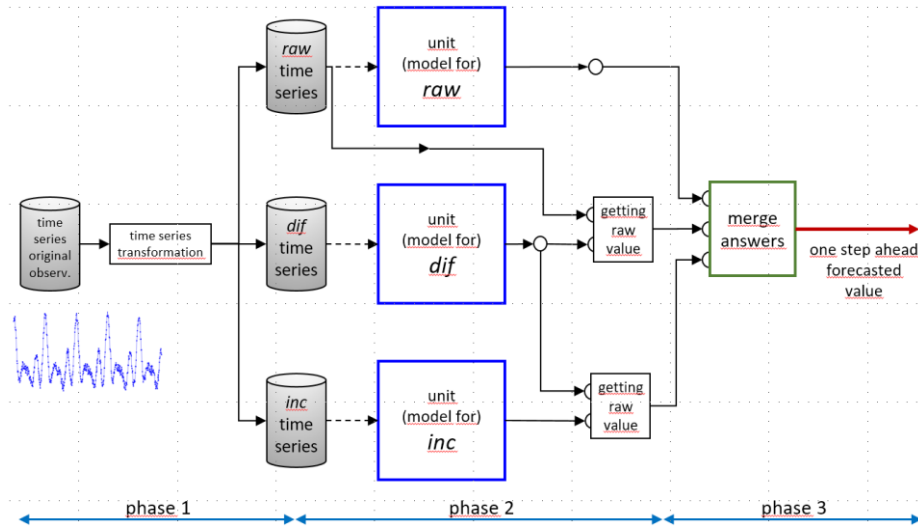 raw
time
series
unit
(model for)
raw
time
series
original
observ.
time series
transformation
dif
time
series
unit
(model for)
dif
getting
raw
value
merge
answers
one step ahead
forecasted
value
inc
time
series
unit
(model for)
inc
getting
raw
value
phase 1
phase 2
phase 3